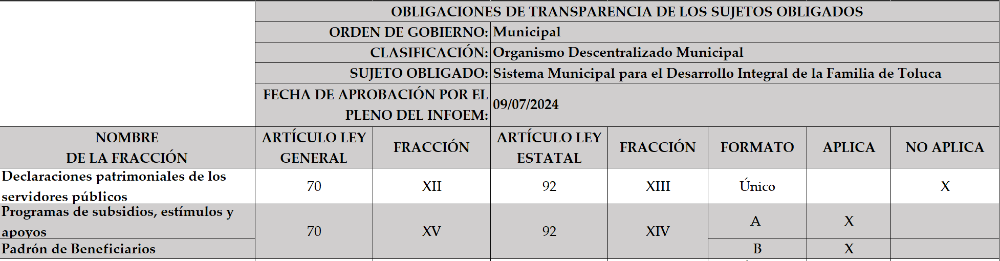 OBLIGACIONES DE TRANSPARENCIA DE LOS SUJETOS OBLIGADOS
ORDEN DE GOBIERNO: Municipal
CLASIFICACIÓN: Organismo Descentralizado Municipal
SUJETO OBLIGADO: Sistema Municipal para el Desarrollo Integral de la Familia de Toluca
FECHA DE APROBACIÓN POR EL
PLENO DEL INFOEM:
09/07/2024
NOMBRE
DE LA FRACCIÓN
ARTÍCULO LEY
GENERAL
FRACCIÓN
ARTÍCULO LEY
ESTATAL
FRACCIÓN
FORMATO
APLICA
NO APLICA
Declaraciones patrimoniales de los
servidores públicos
70
XII
92
XIII
Único
X
Programas de subsidios, estímulos y
apoyos
70
XV
92
XIV
A
X
Padrón de Beneficiarios
B
X